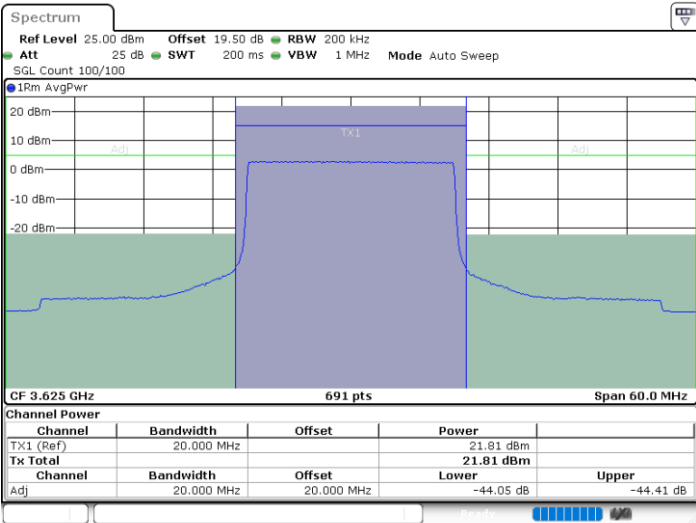 Spectrum
Ref Level 25.00 dBm Offset 19.50 dB RBW 200 kHz
Att 25 dB SWT 200 ms VBW 1 MHz Mode Auto Sweep
SGL Count 100/100
1Rm AvgPwr
20 dBm
TX1
10 dBm
Adj Adj
0 dBm
-10 dBm
-20 dBm
CF 3.625 GHz 691 pts Span 60.0 MHz
Channel Power
Channel Bandwidth Offset Power
TX1 (Ref) 20.000 MHz 21.81 dBm
Tx Total 21.81 dBm
Channel Bandwidth Offset Lower Upper
Adj 20.000 MHz 20.000 MHz -44.05 dB -44.41 dB
Ready